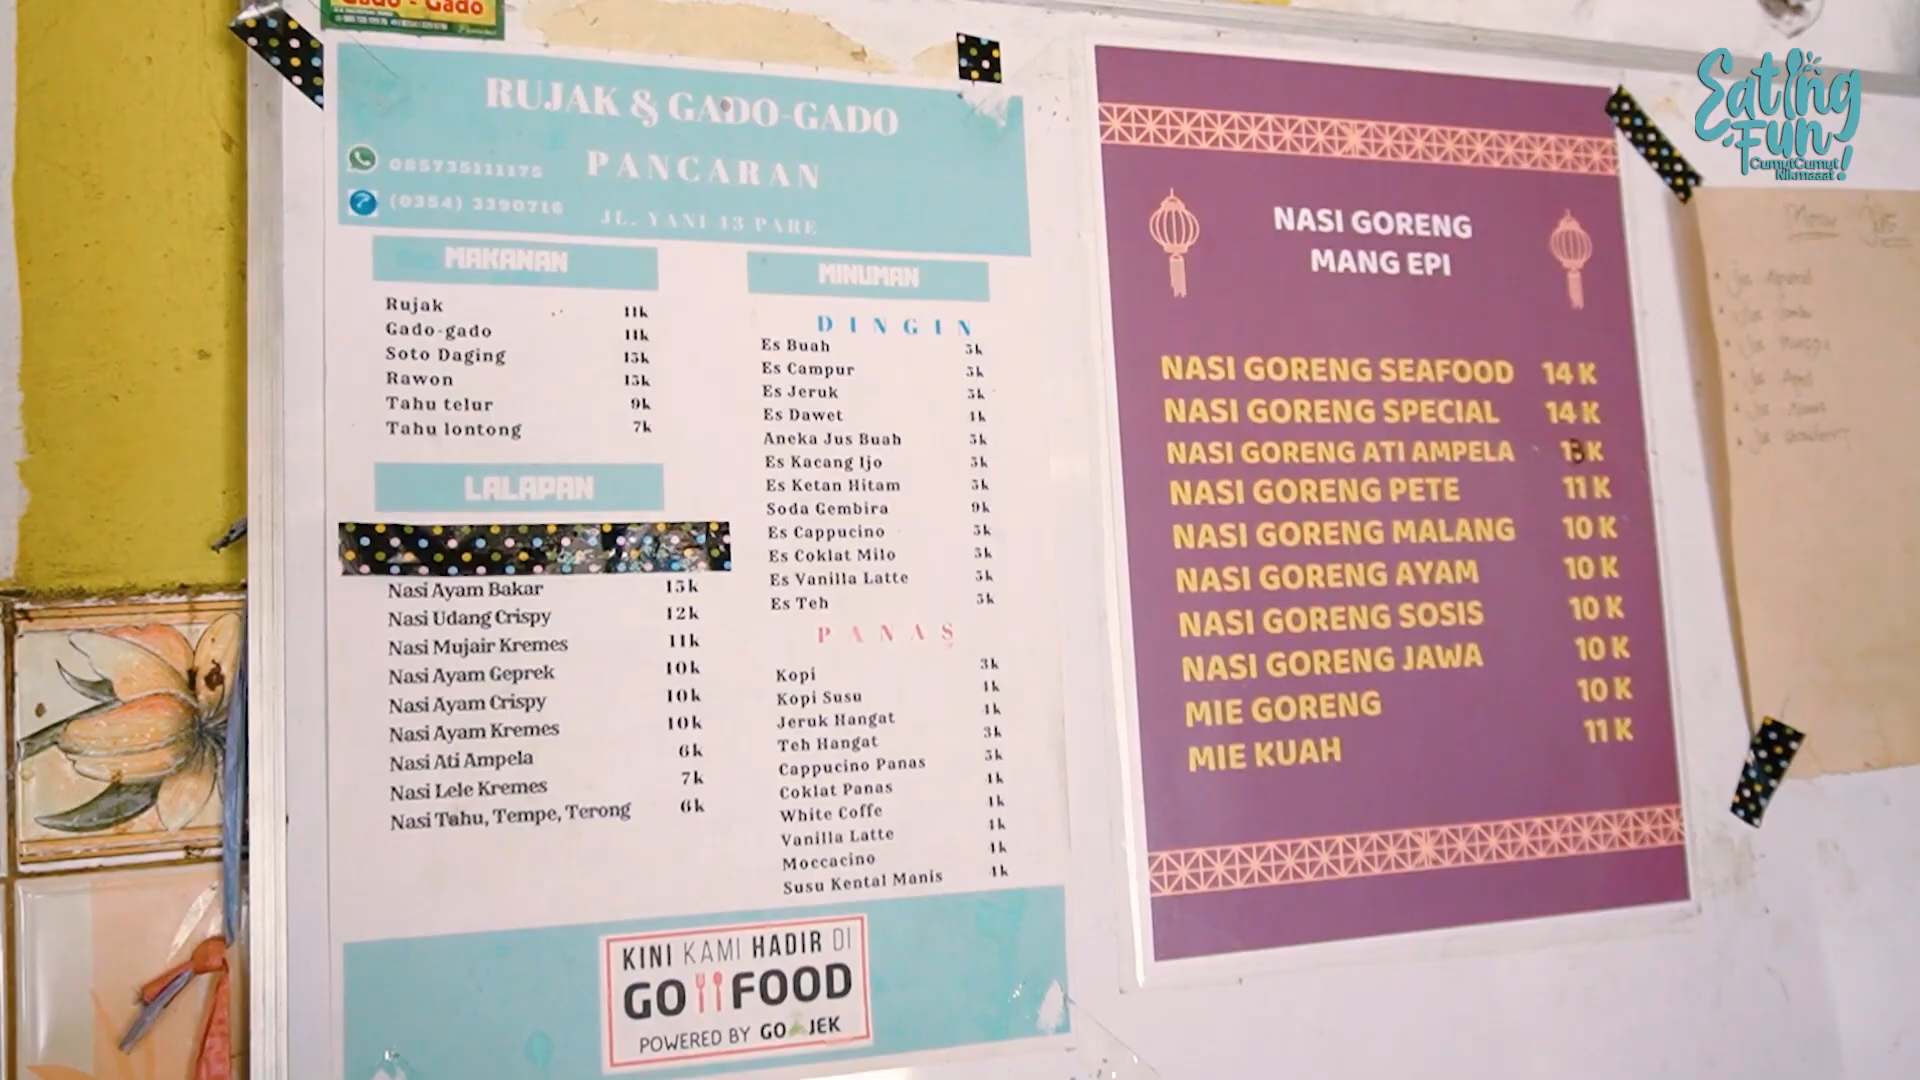 Gado - Gado
RUJAK & GADO-GADO
PANCARAN
085735111175
(0354) 3390716
JL. YANI 43 PARE
MAKANAN
Rujak 11k
Gado-gado 11k
Soto Daging 15k
Rawon 15k
Tahu telur 9k
Tahu lontong 7k
LALAPAN
Nasi Ayam Bakar 15k
Nasi Udang Crispy 12k
Nasi Mujair Kremes 11k
Nasi Ayam Geprek 10k
Nasi Ayam Crispy 10k
Nasi Ayam Kremes 10k
Nasi Ati Ampela 6k
Nasi Lele Kremes 7k
Nasi Tahu, Tempe, Terong 6k
MINUMAN
DINGIN
Es Buah 5k
Es Campur 5k
Es Jeruk 5k
Es Dawet 4k
Aneka Jus Buah 5k
Es Kacang Ijo 5k
Es Ketan Hitam 5k
Soda Gembira 9k
Es Cappucino 5k
Es Coklat Milo 5k
Es Vanilla Latte 5k
Es Teh 3k
PANAS
Kopi 3k
Kopi Susu 4k
Jeruk Hangat 4k
Teh Hangat 3k
Cappucino Panas 5k
Coklat Panas 4k
White Coffe 4k
Vanilla Latte 4k
Moccacino 4k
Susu Kental Manis 4k
KINI KAMI HADIR DI
GO FOOD
POWERED BY GO JEK
NASI GORENG
MANG EPI
NASI GORENG SEAFOOD 14 K
NASI GORENG SPECIAL 14 K
NASI GORENG ATI AMPELA 13 K
NASI GORENG PETE 11 K
NASI GORENG MALANG 10 K
NASI GORENG AYAM 10 K
NASI GORENG SOSIS 10 K
NASI GORENG JAWA 10 K
MIE GORENG 10 K
MIE KUAH 11 K
Eating
Fun!
CumutCumut
Nikmaaat!
Menu Jus